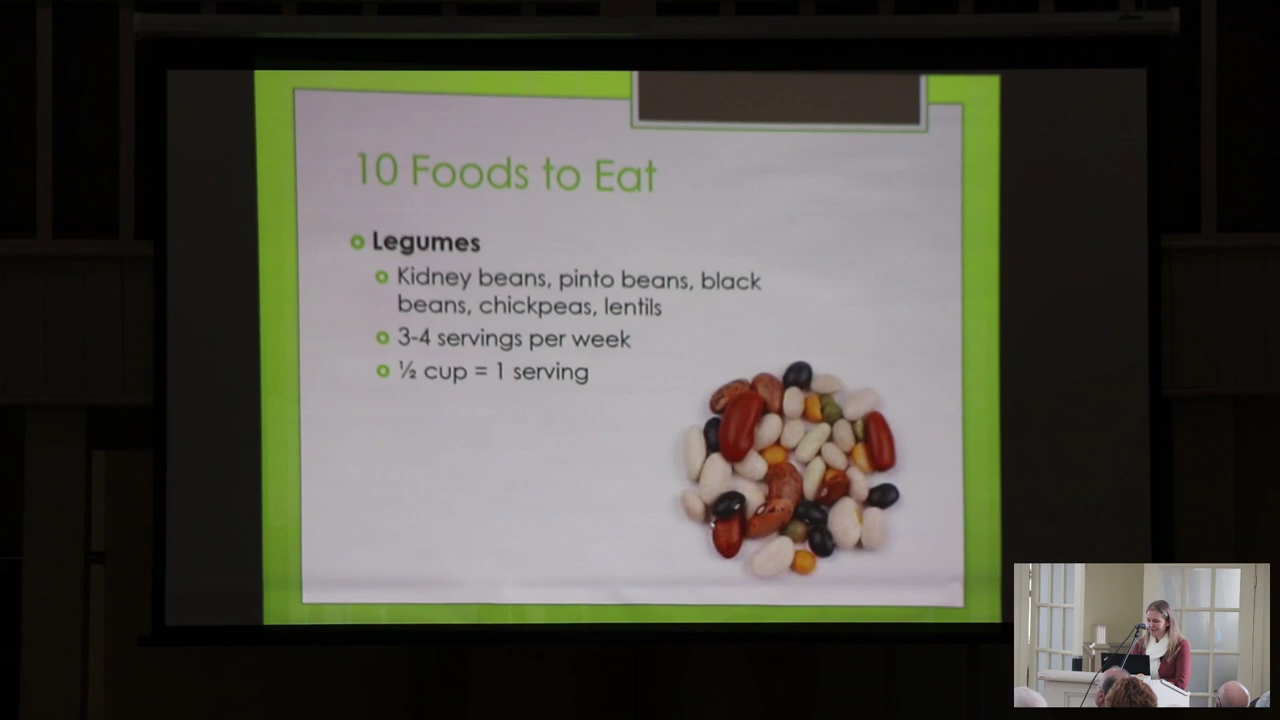 10 Foods to Eat
Legumes
Kidney beans, pinto beans, black
beans, chickpeas, lentils
3-4 servings per week
½ cup = 1 serving